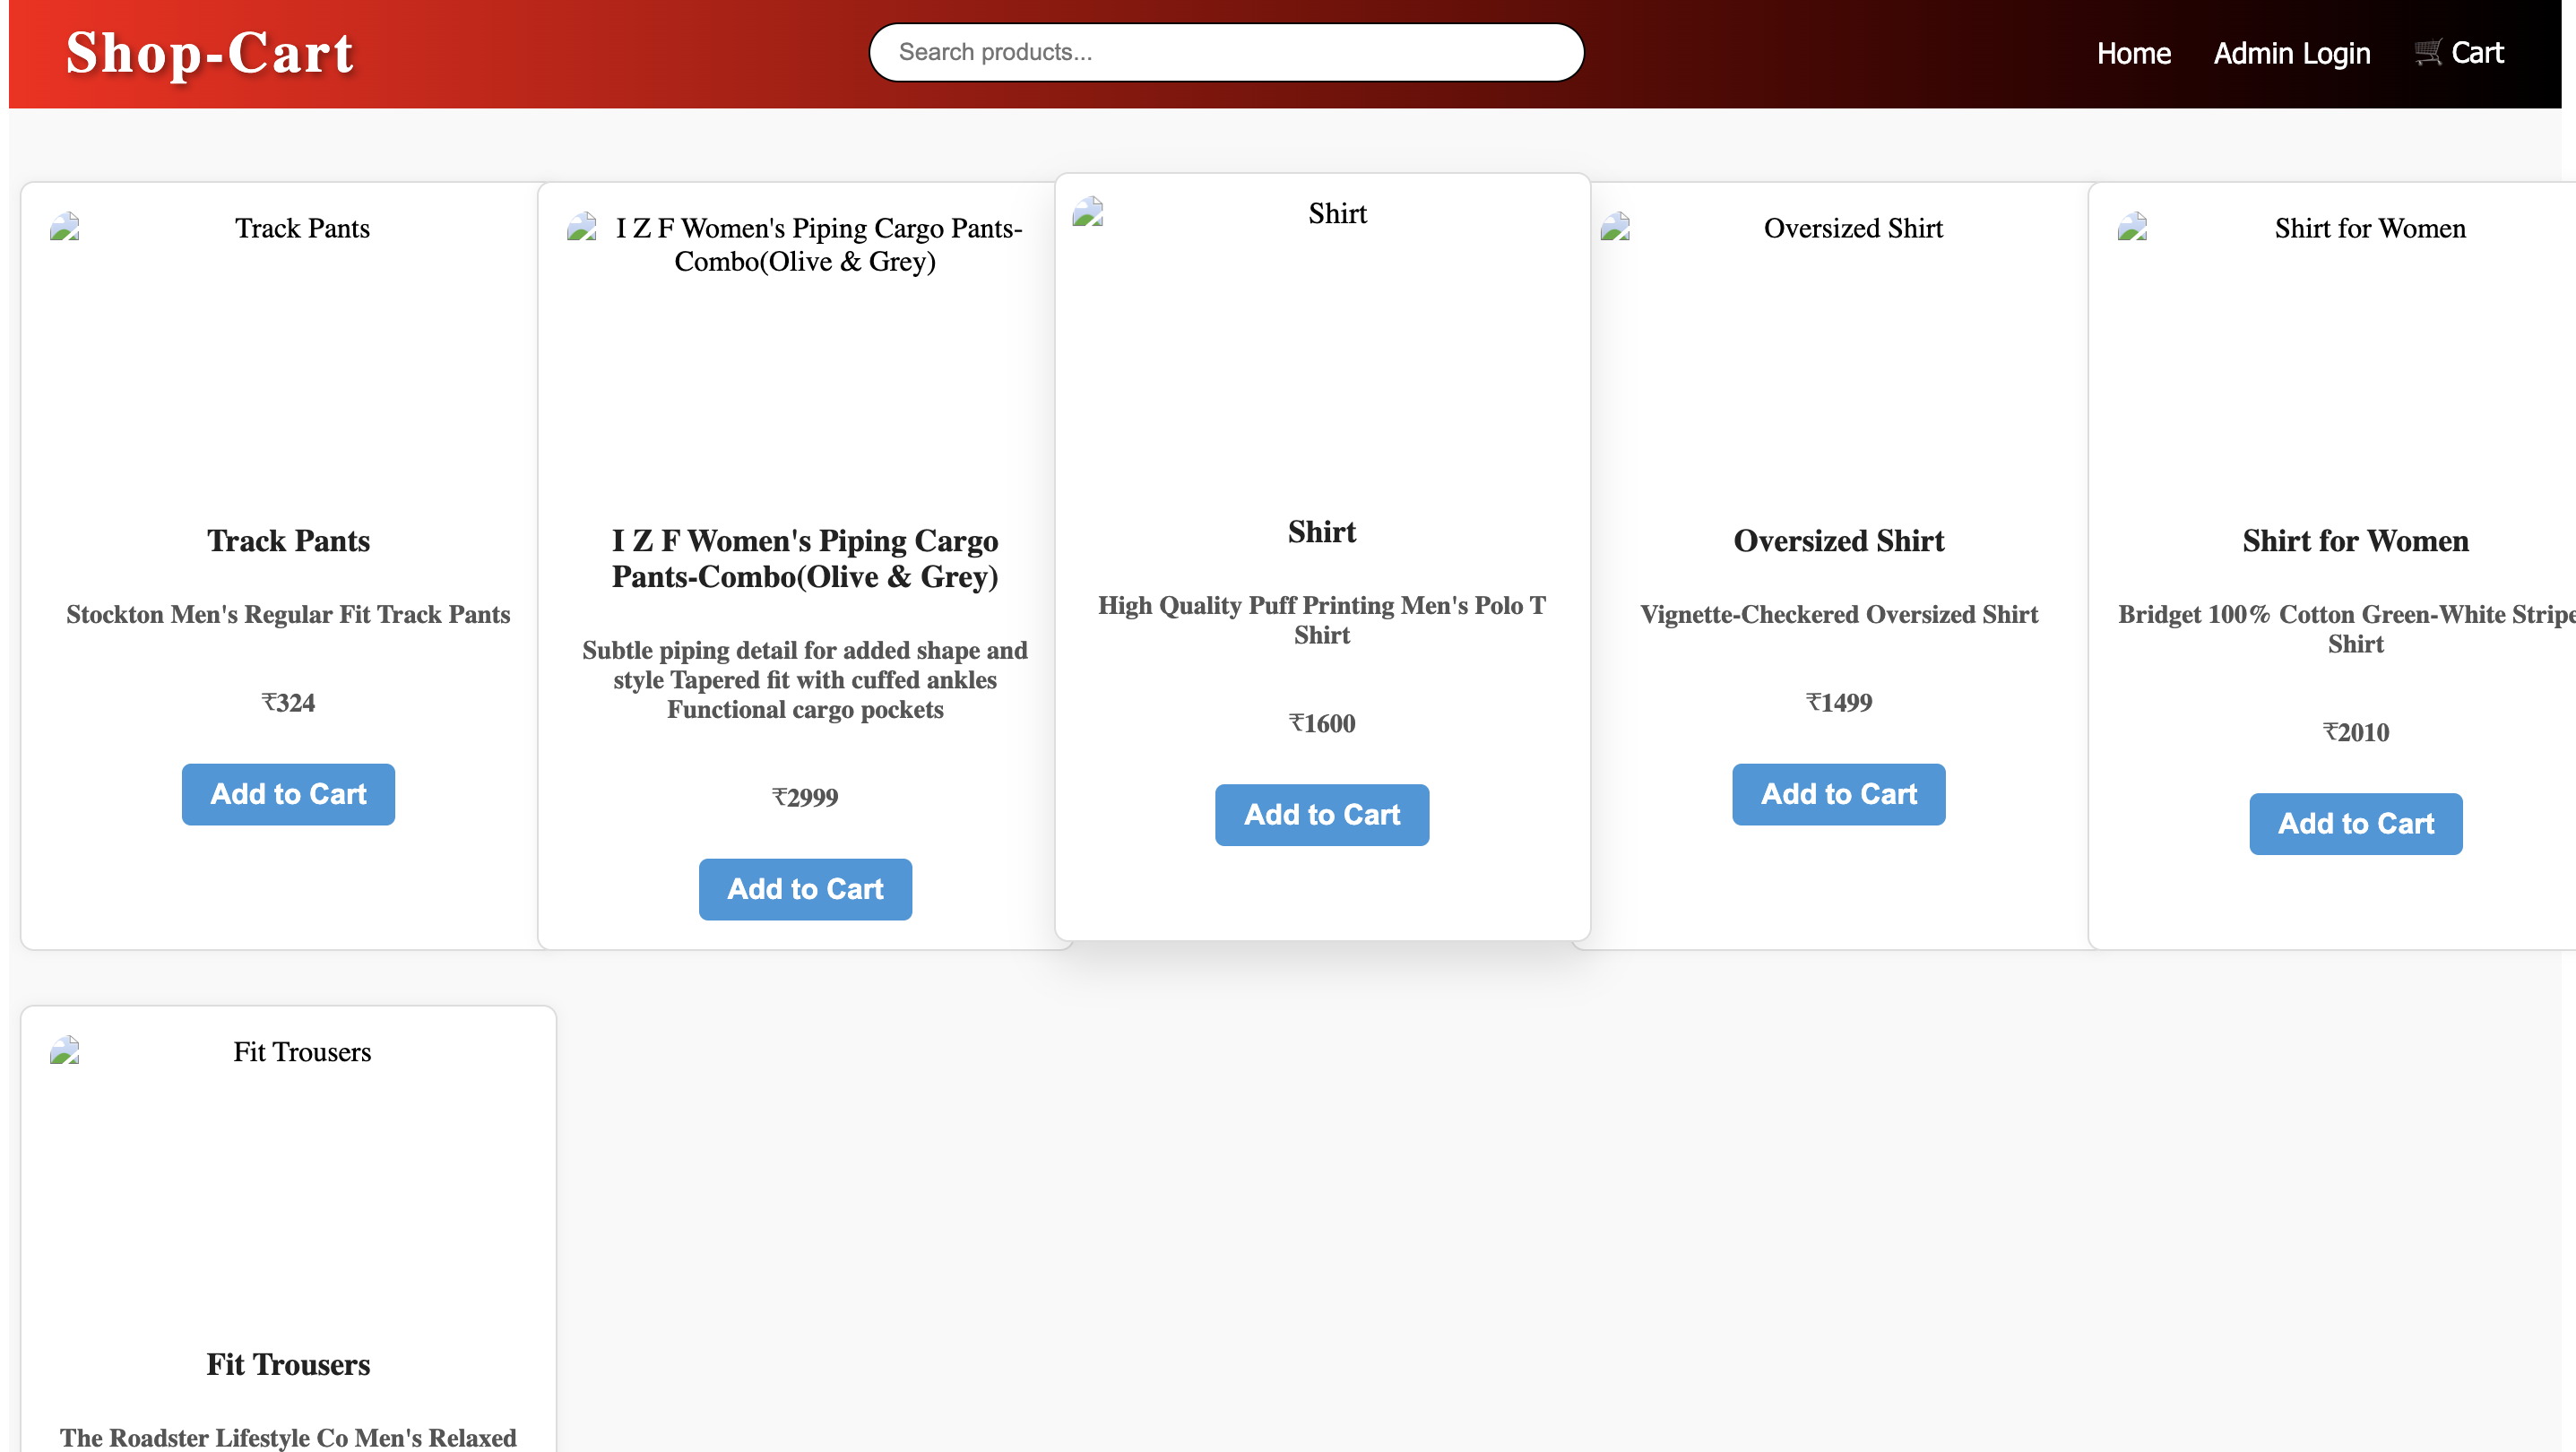 Shop-Cart
Search products...
Home
Admin Login
🛒 Cart
Track Pants
Track Pants
Stockton Men's Regular Fit Track Pants
₹324
Add to Cart
I Z F Women's Piping Cargo Pants-
Combo(Olive & Grey)
I Z F Women's Piping Cargo
Pants-Combo(Olive & Grey)
Subtle piping detail for added shape and
style Tapered fit with cuffed ankles
Functional cargo pockets
₹2999
Add to Cart
Shirt
Shirt
High Quality Puff Printing Men's Polo T
Shirt
₹1600
Add to Cart
Oversized Shirt
Oversized Shirt
Vignette-Checkered Oversized Shirt
₹1499
Add to Cart
Shirt for Women
Shirt for Women
Bridget 100% Cotton Green-White Stripe
Shirt
₹2010
Add to Cart
Fit Trousers
Fit Trousers
The Roadster Lifestyle Co Men's Relaxed